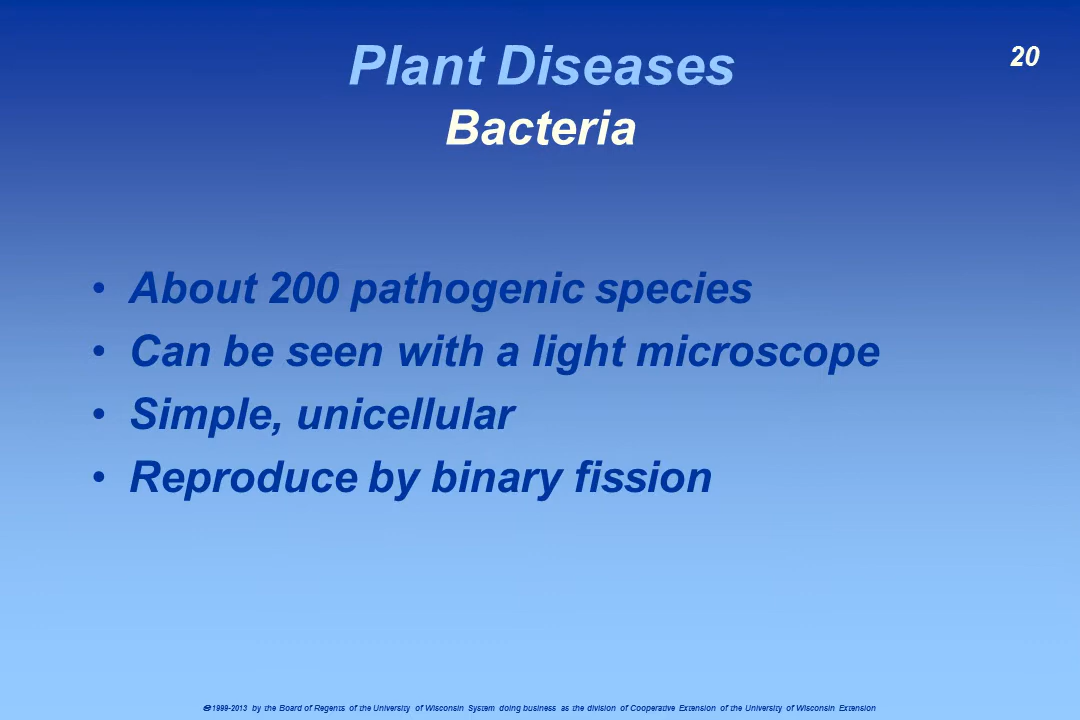 Plant Diseases
20
Bacteria
• About 200 pathogenic species
• Can be seen with a light microscope
• Simple, unicellular
• Reproduce by binary fission
1999-2013 by the Board of Regents of the University of Wisconsin System doing business as the division of Cooperative Extension of the University of Wisconsin Extension